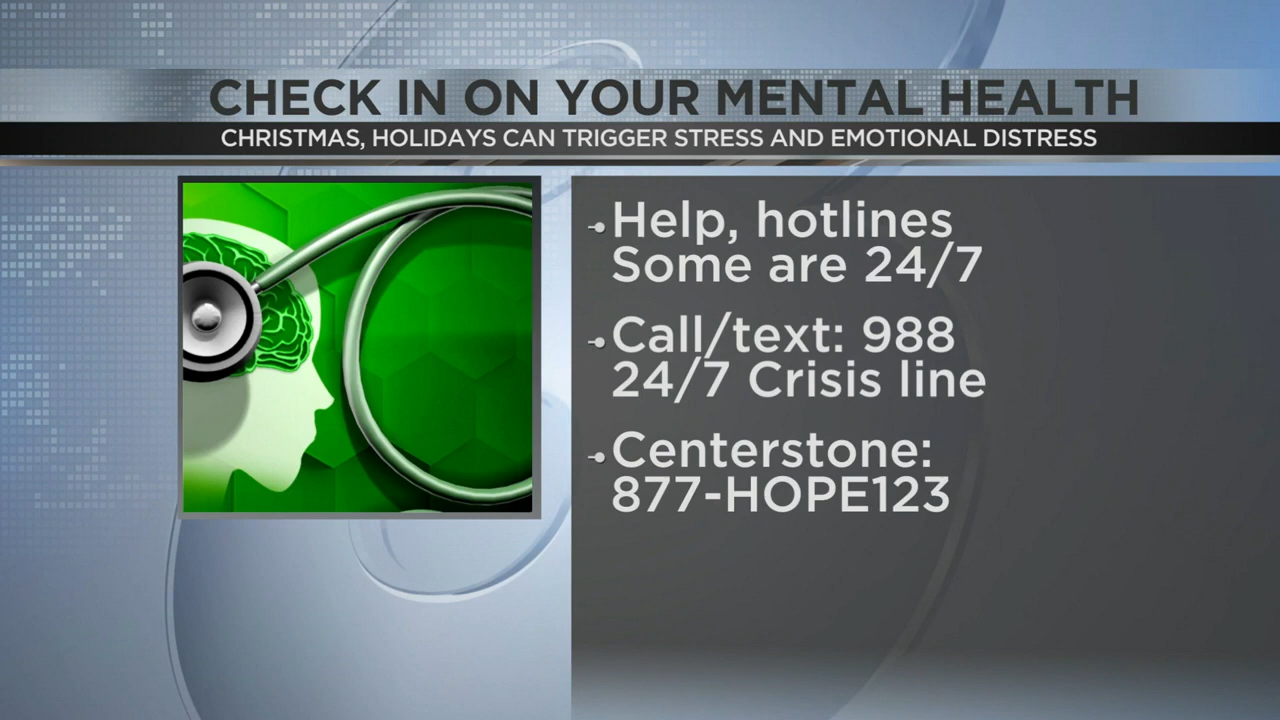 CHECK IN ON YOUR MENTAL HEALTH
CHRISTMAS, HOLIDAYS CAN TRIGGER STRESS AND EMOTIONAL DISTRESS
Help, hotlines
Some are 24/7
Call/text: 988
24/7 Crisis line
Centerstone:
877-HOPE123